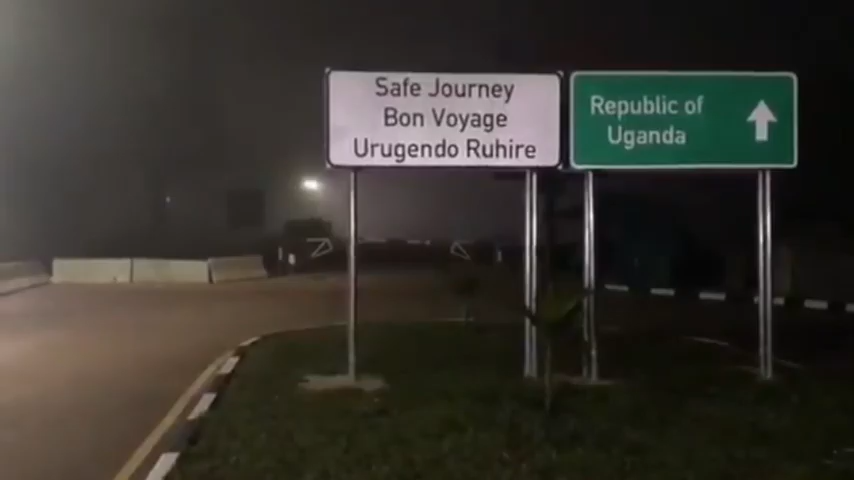 Safe Journey
Bon Voyage
Urugendo Ruhire
Republic of
Uganda